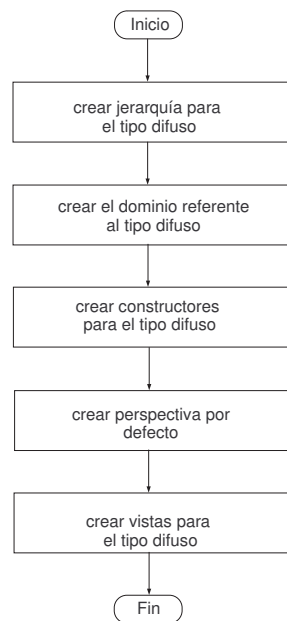 Inicio
crear jerarquía para
el tipo difuso
crear el dominio referente
al tipo difuso
crear constructores
para el tipo difuso
crear perspectiva por
defecto
crear vistas para
el tipo difuso
Fin